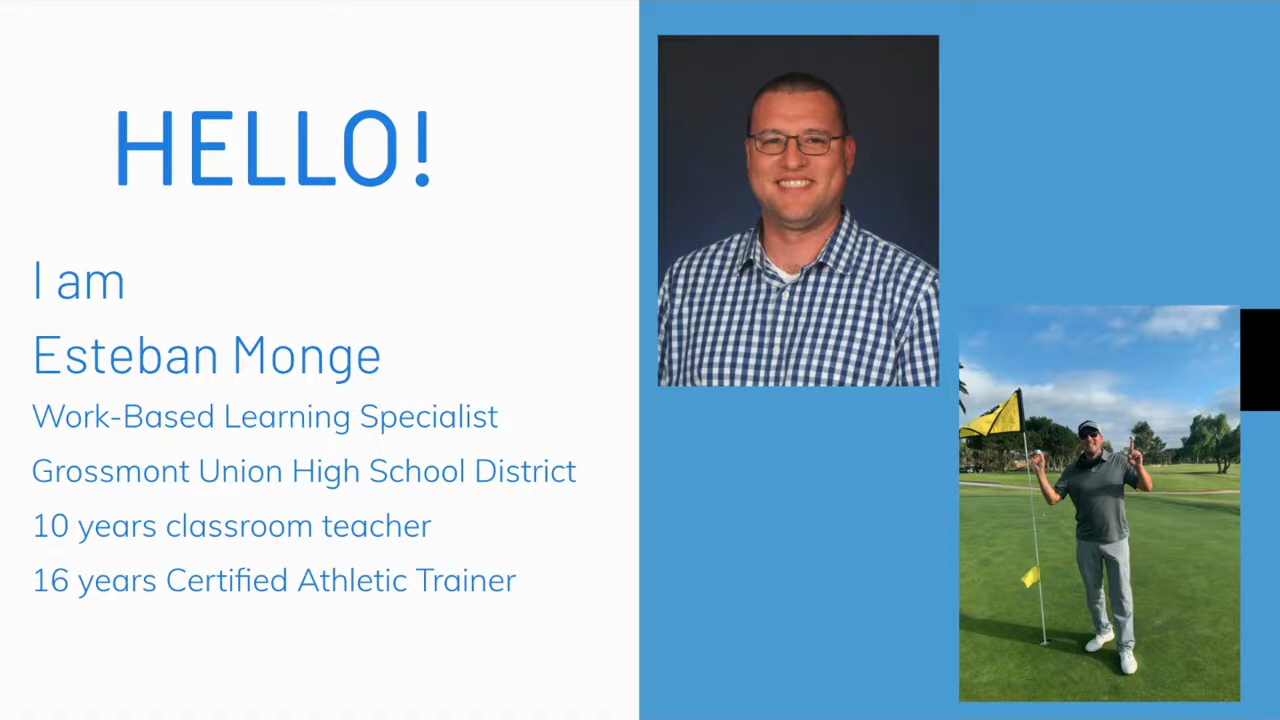 HELLO!
I am
Esteban Monge
Work-Based Learning Specialist
Grossmont Union High School District
10 years classroom teacher
16 years Certified Athletic Trainer